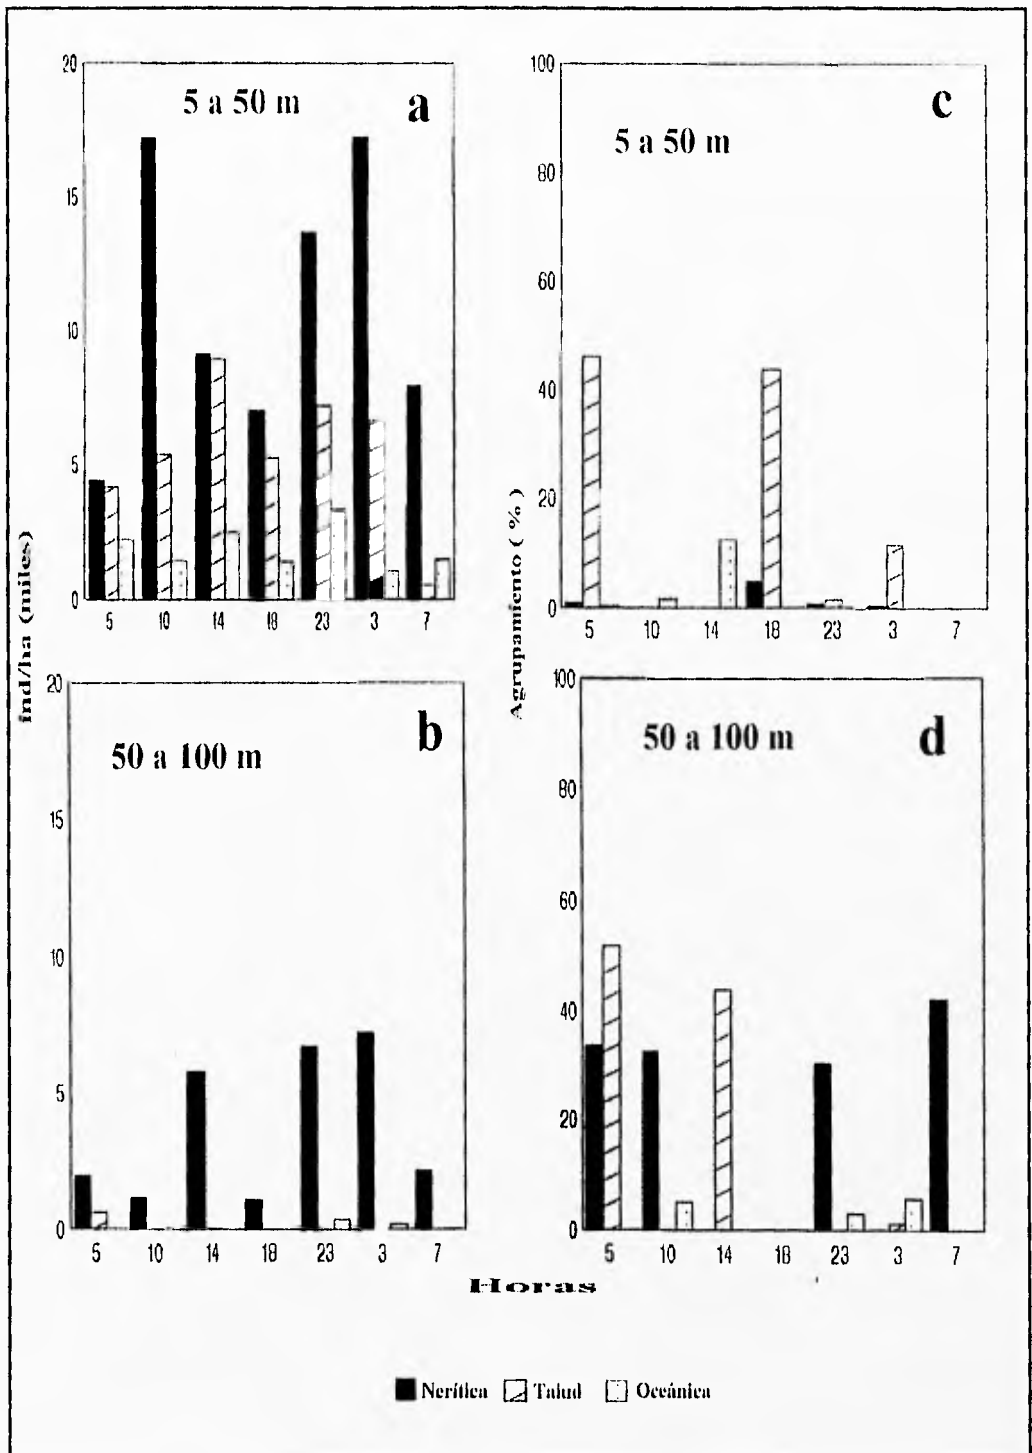 20
15
10
5
0
5 a 50 m
a
5 10 14 18 23 3 7
ind/ha (miles)
100
80
60
40
20
0
5 a 50 m
c
5 10 14 18 23 3 7
Agrupamiento ( % )
20
15
10
5
0
50 a 100 m
b
5 10 14 18 23 3 7
100
80
60
40
20
0
50 a 100 m
d
5 10 14 18 23 3 7
Horas
Nerítica Talud Oceánica